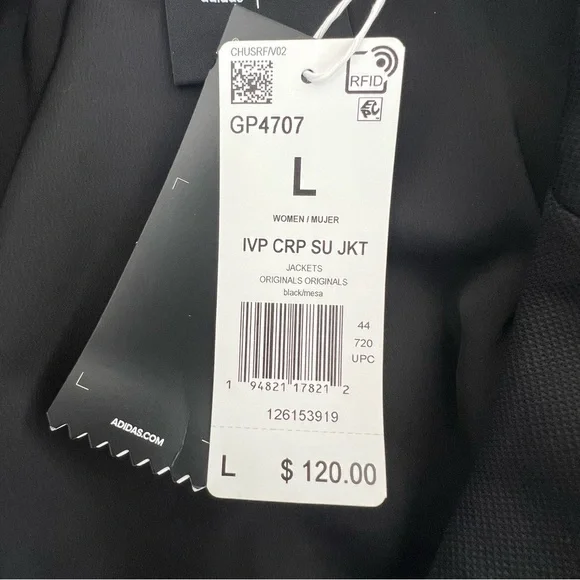 adidas
CHUSRF/V02
RFID
GP4707
L
WOMEN / MUJER
IVP CRP SU JKT
JACKETS
ORIGINALS ORIGINALS
black/mesa
44
720
UPC
1 94821 17821 2
126153919
L $ 120.00
ADIDAS.COM